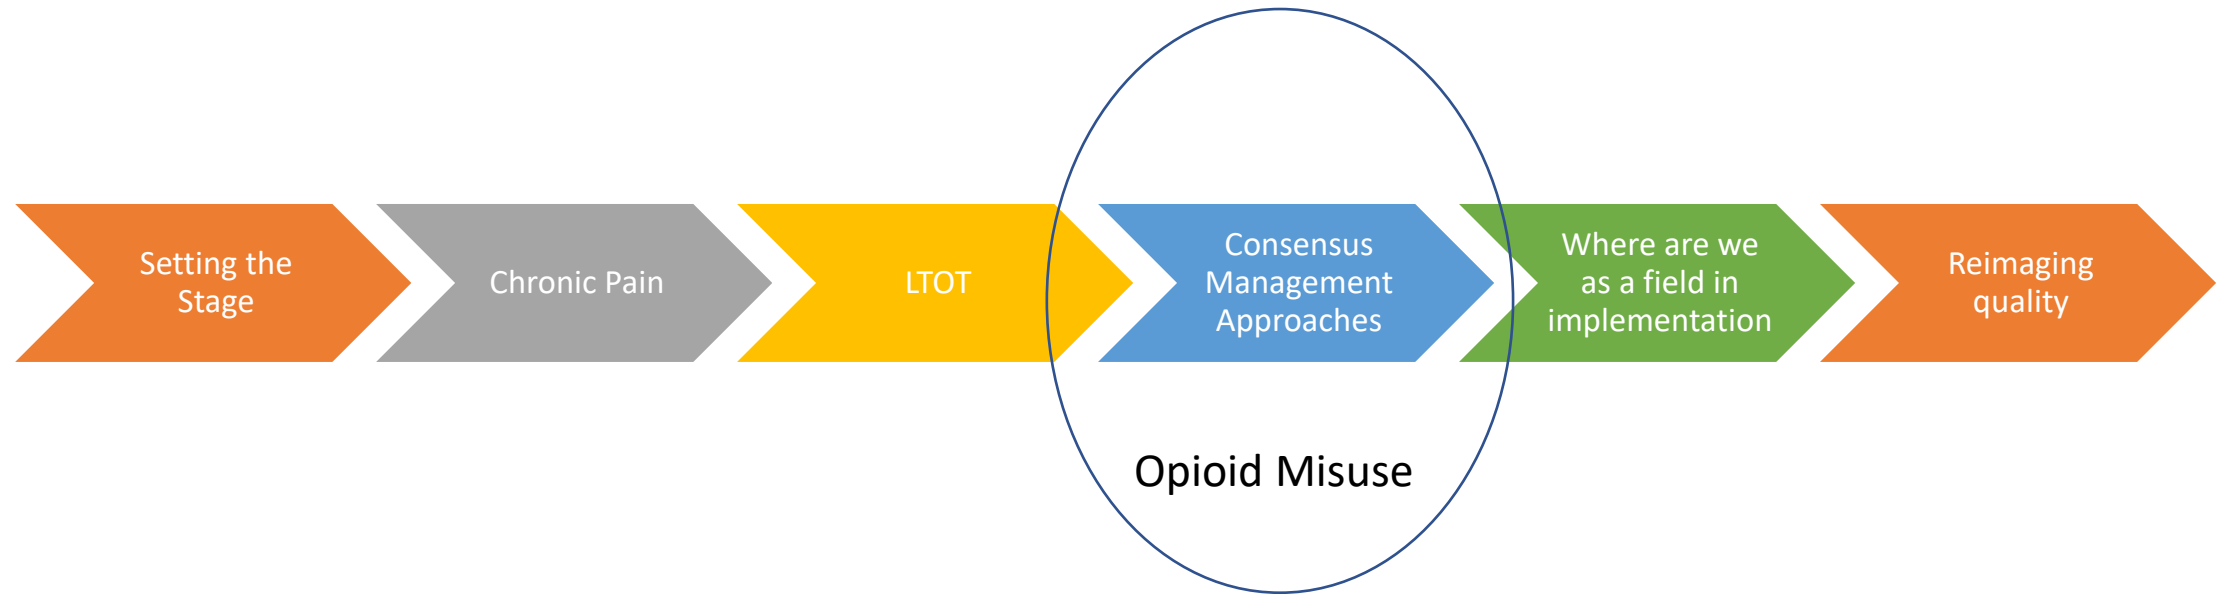 Setting the
Stage
Chronic Pain
LTOT
Consensus
Management
Approaches
Where are we
as a field in
implementation
Reimaging
quality
Opioid Misuse